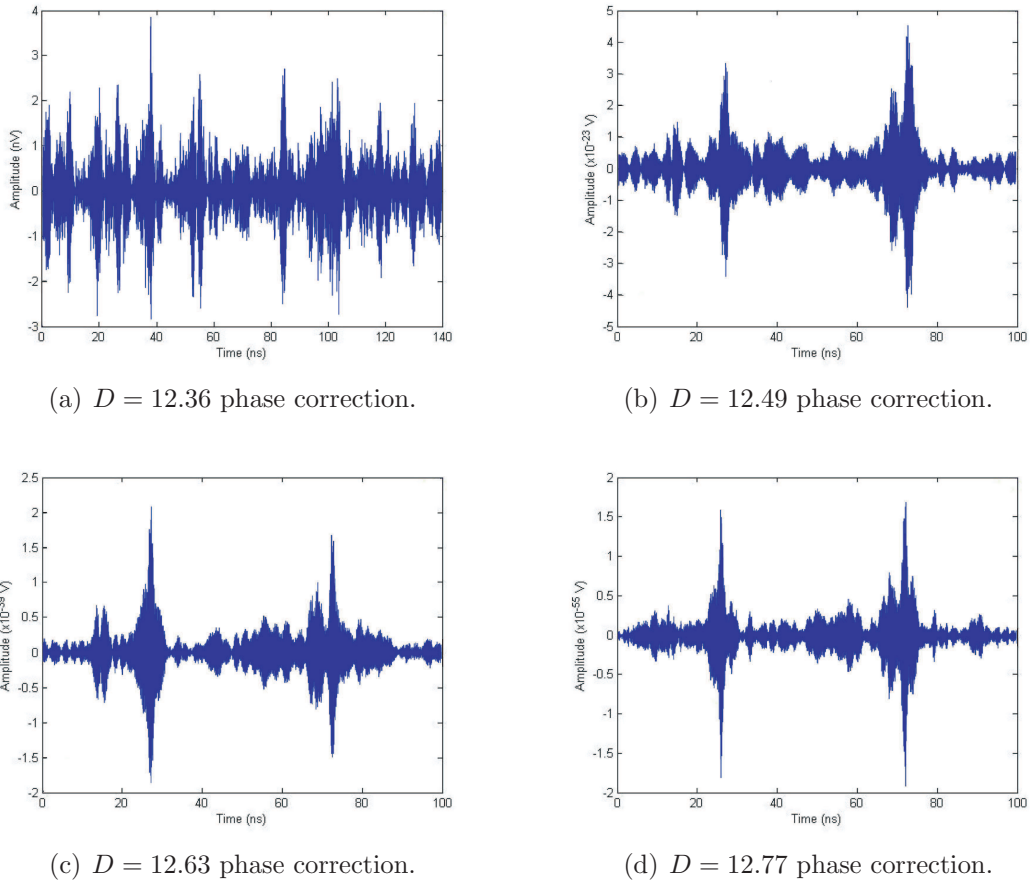 4
3
2
1
0
-1
-2
-3
Amplitude (nV)
0 20 40 60 80 100 120 140
Time (ns)
(a) D = 12.36 phase correction.
5
4
3
2
1
0
-1
-2
-3
-4
-5
Amplitude (x10⁻²³ V)
0 20 40 60 80 100
Time (ns)
(b) D = 12.49 phase correction.
2.5
2
1.5
1
0.5
0
-0.5
-1
-1.5
-2
Amplitude (x10⁻³⁹ V)
0 20 40 60 80 100
Time (ns)
(c) D = 12.63 phase correction.
2
1.5
1
0.5
0
-0.5
-1
-1.5
-2
Amplitude (x10⁻⁵⁵ V)
0 20 40 60 80 100
Time (ns)
(d) D = 12.77 phase correction.